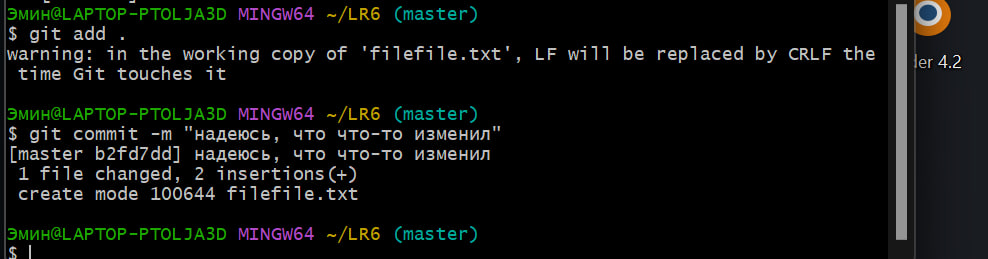 Эмин@LAPTOP-PTOLJA3D MINGW64 ~/LR6 (master)
$ git add .
warning: in the working copy of 'filefile.txt', LF will be replaced by CRLF the
 time Git touches it
Эмин@LAPTOP-PTOLJA3D MINGW64 ~/LR6 (master)
$ git commit -m "надеюсь, что что-то изменил"
[master b2fd7dd] надеюсь, что что-то изменил
 1 file changed, 2 insertions(+)
 create mode 100644 filefile.txt
Эмин@LAPTOP-PTOLJA3D MINGW64 ~/LR6 (master)
$
der 4.2